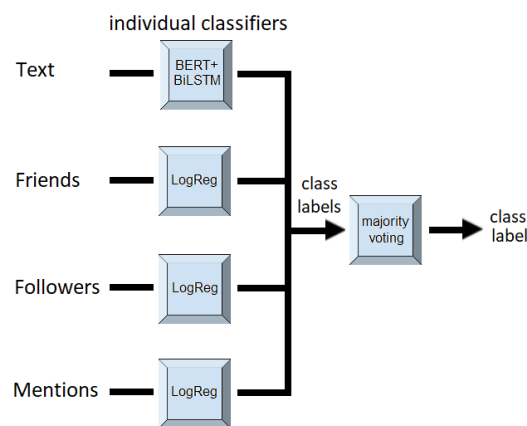 individual classifiers
Text
BERT+
BiLSTM
Friends
LogReg
class
labels
majority
voting
class
label
Followers
LogReg
Mentions
LogReg